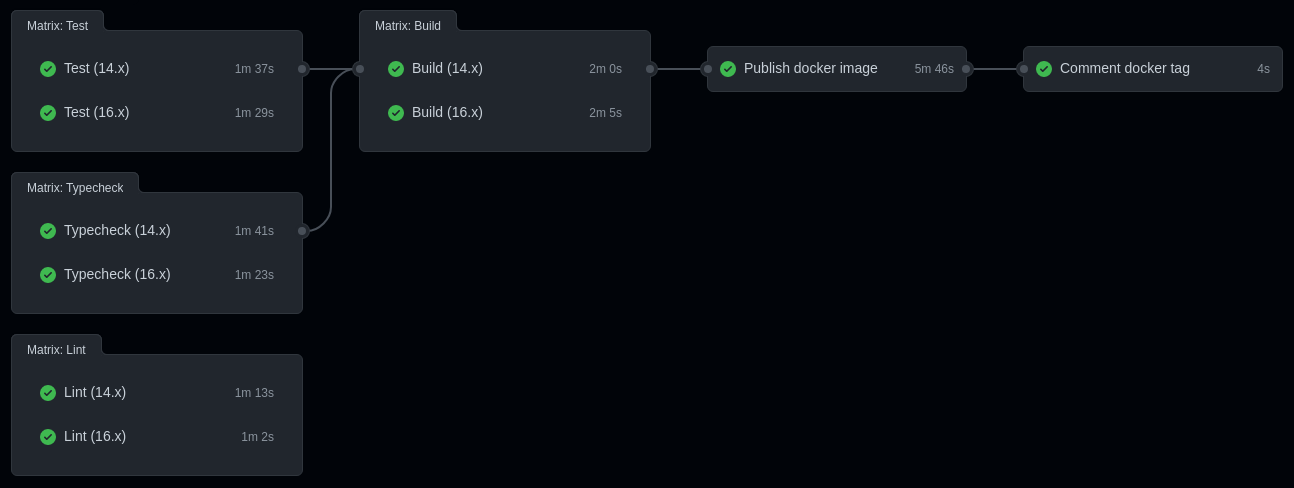 Matrix: Test
Test (14.x) 1m 37s
Test (16.x) 1m 29s
Matrix: Build
Build (14.x) 2m 0s
Build (16.x) 2m 5s
Publish docker image 5m 46s
Comment docker tag 4s
Matrix: Typecheck
Typecheck (14.x) 1m 41s
Typecheck (16.x) 1m 23s
Matrix: Lint
Lint (14.x) 1m 13s
Lint (16.x) 1m 2s